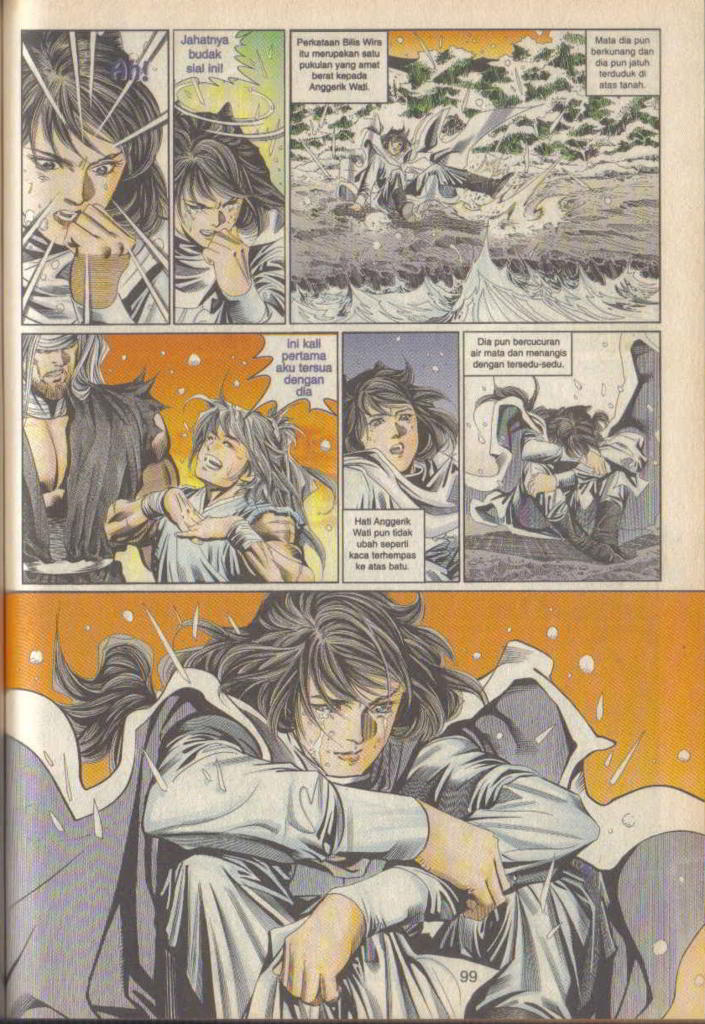 Ah!
Jahatnya
budak
sial ini!
Perkataan Bilis Wira
itu merupakan satu
pukulan yang amat
berat kepada
Anggerik Wati.
Mata dia pun
berkunang dan
dia pun jatuh
terduduk di
atas tanah.
ini kali
pertama
aku tersua
dengan
dia
Hati Anggerik
Wati pun tidak
ubah seperti
kaca terhempas
ke atas batu.
Dia pun bercucuran
air mata dan menangis
dengan tersedu-sedu.
99